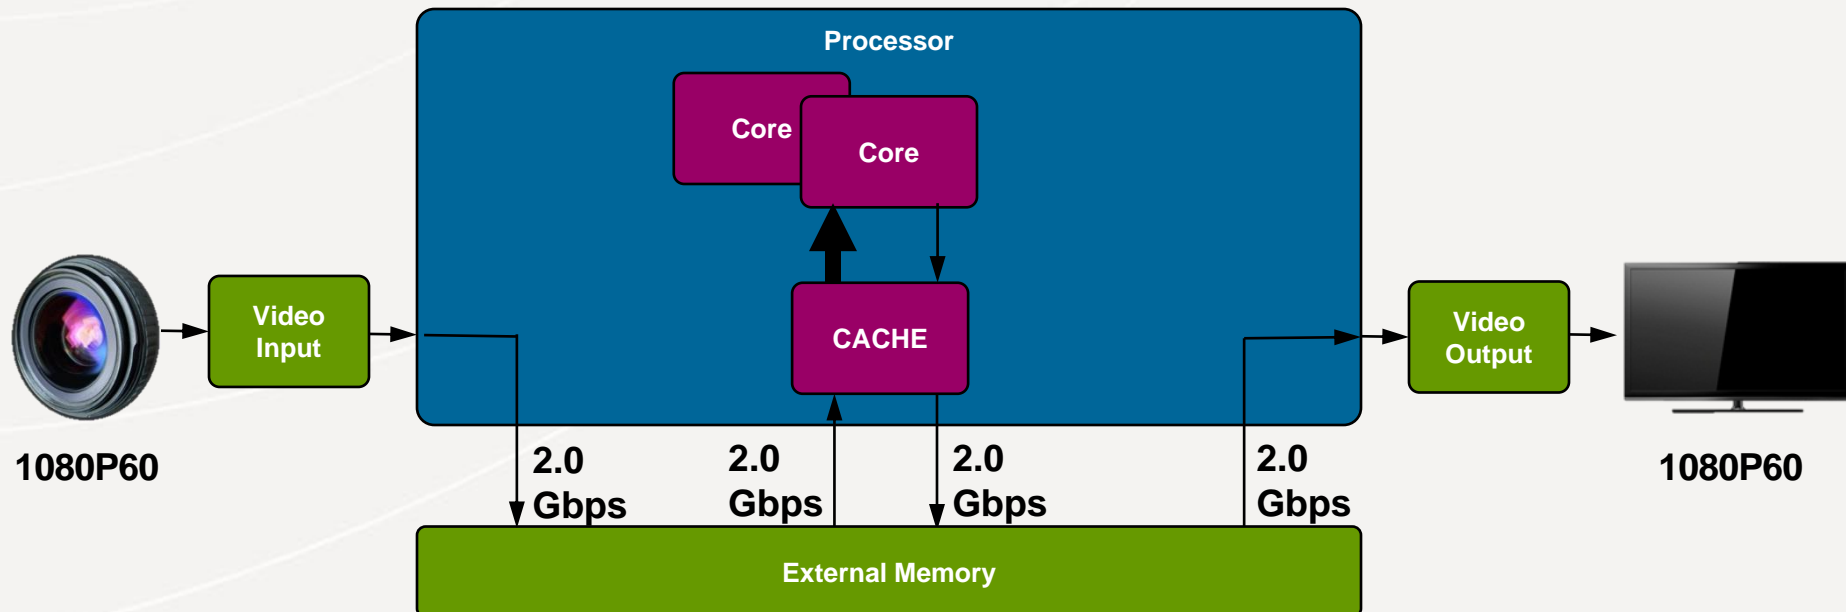 Processor
Core
Core
Video
Input
CACHE
Video
Output
1080P60
2.0
Gbps
2.0
Gbps
2.0
Gbps
2.0
Gbps
1080P60
External Memory